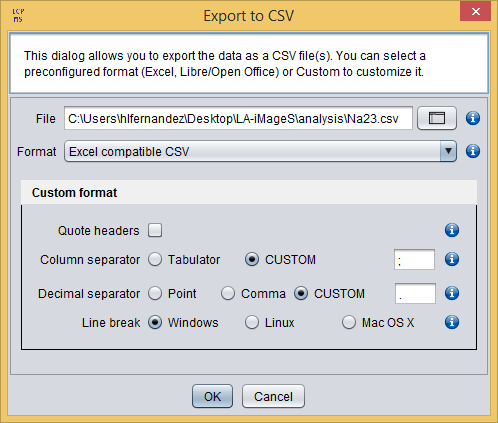 LCP
MS
Export to CSV
This dialog allows you to export the data as a CSV file(s). You can select a
preconfigured format (Excel, Libre/Open Office) or Custom to customize it.
File C:\Users\hlfernandez\Desktop\LA-iMageS\analysis\Na23.csv
Format Excel compatible CSV
Custom format
Quote headers
Column separator Tabulator CUSTOM ;
Decimal separator Point Comma CUSTOM .
Line break Windows Linux Mac OS X
OK Cancel